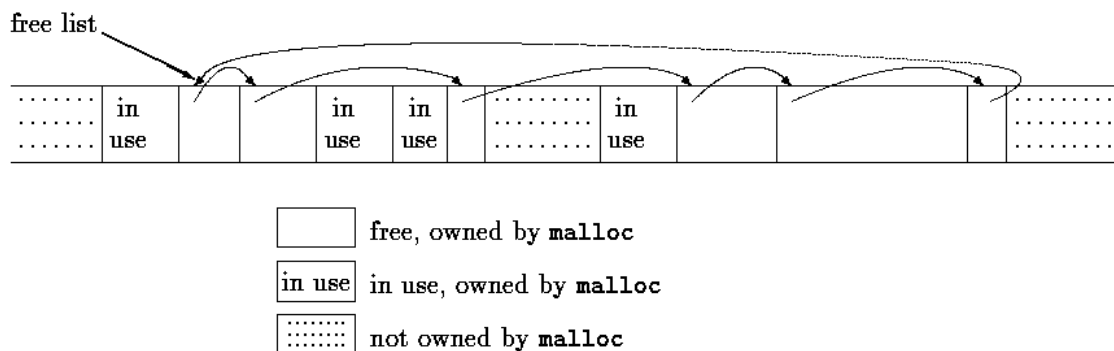 free list
in use
in use
in use
in use
free, owned by malloc
in use in use, owned by malloc
not owned by malloc